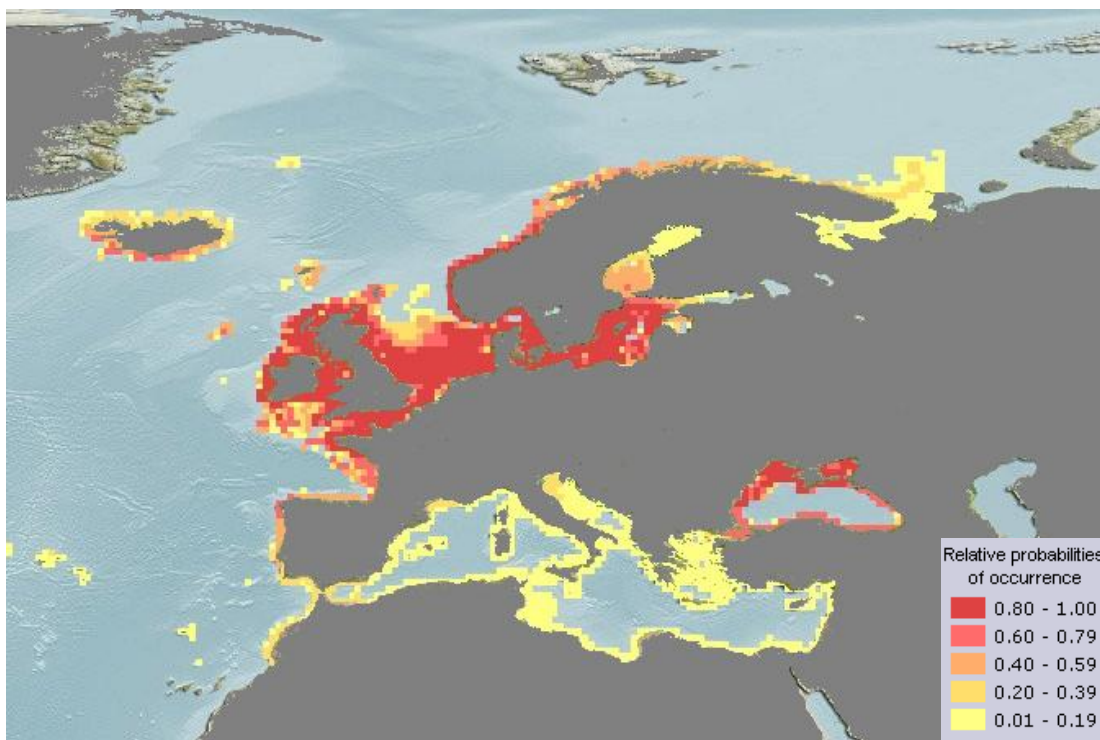 Relative probabilities
of occurrence
0.80 - 1.00
0.60 - 0.79
0.40 - 0.59
0.20 - 0.39
0.01 - 0.19